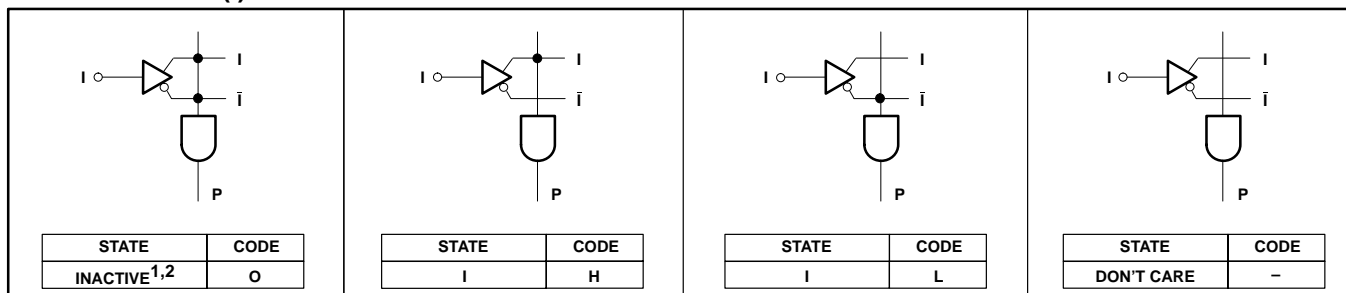 I I Ī P
STATE CODE
INACTIVE1,2 O
I I Ī P
STATE CODE
I H
I I Ī P
STATE CODE
I L
I I Ī P
STATE CODE
DON'T CARE –